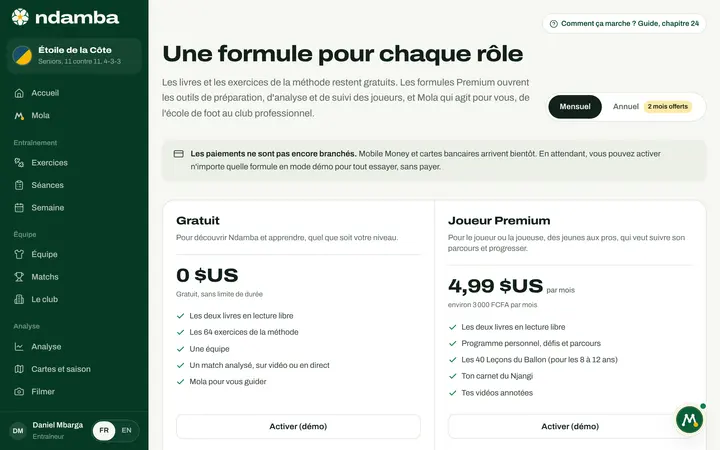 ndamba
Étoile de la Côte
Seniors, 11 contre 11, 4-3-3
Accueil
Mola
Entraînement
Exercices
Séances
Semaine
Équipe
Équipe
Matchs
Le club
Analyse
Analyse
Cartes et saison
Filmer
DM
Daniel Mbarga
Entraîneur
FR
EN
Comment ça marche ? Guide, chapitre 24
Une formule pour chaque rôle
Les livres et les exercices de la méthode restent gratuits. Les formules Premium ouvrent
les outils de préparation, d'analyse et de suivi des joueurs, et Mola qui agit pour vous, de
l'école de foot au club professionnel.
Mensuel
Annuel
2 mois offerts
Les paiements ne sont pas encore branchés. Mobile Money et cartes bancaires arrivent bientôt. En attendant, vous pouvez activer
n'importe quelle formule en mode démo pour tout essayer, sans payer.
Gratuit
Pour découvrir Ndamba et apprendre, quel que soit votre niveau.
0 $US
Gratuit, sans limite de durée
Les deux livres en lecture libre
Les 64 exercices de la méthode
Une équipe
Un match analysé, sur vidéo ou en direct
Mola pour vous guider
Activer (démo)
Joueur Premium
Pour le joueur ou la joueuse, des jeunes aux pros, qui veut suivre son
parcours et progresser.
4,99 $US par mois
environ 3 000 FCFA par mois
Les deux livres en lecture libre
Programme personnel, défis et parcours
Les 40 Leçons du Ballon (pour les 8 à 12 ans)
Ton carnet du Njangi
Tes vidéos annotées
Activer (démo)